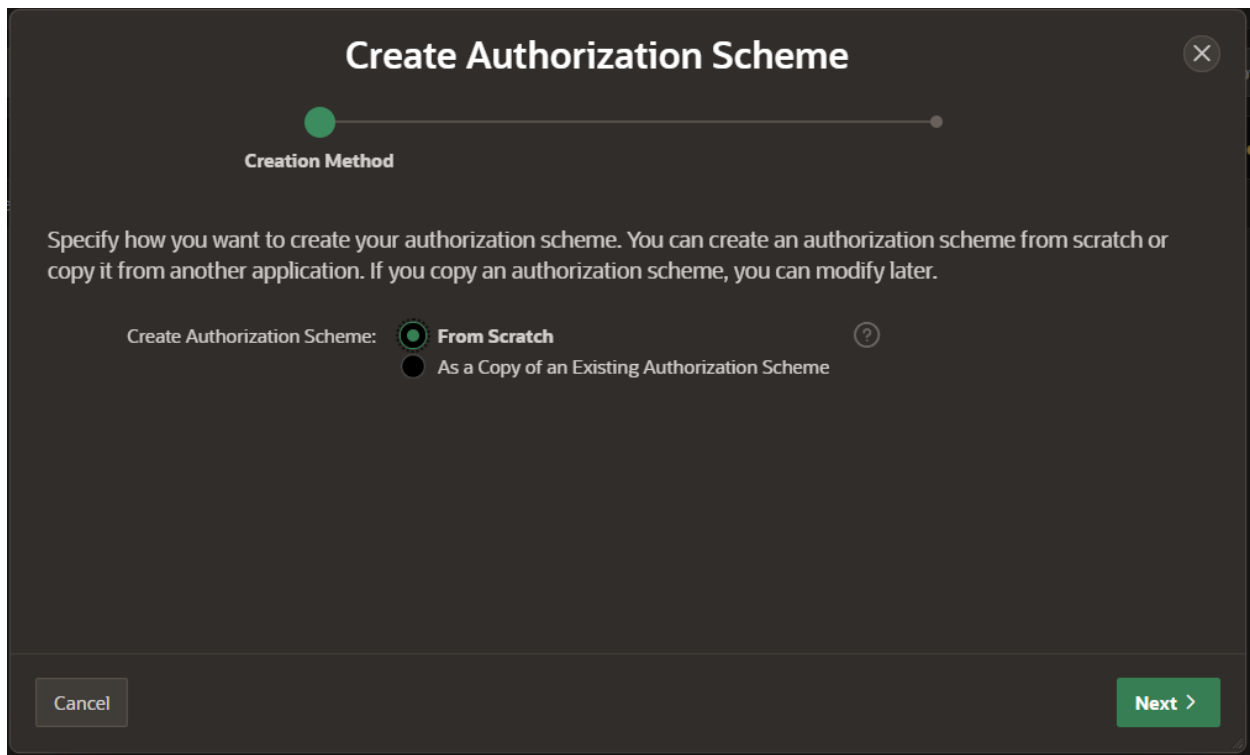 Create Authorization Scheme
Creation Method
Specify how you want to create your authorization scheme. You can create an authorization scheme from scratch or
copy it from another application. If you copy an authorization scheme, you can modify later.
Create Authorization Scheme: From Scratch ?
As a Copy of an Existing Authorization Scheme
Cancel Next